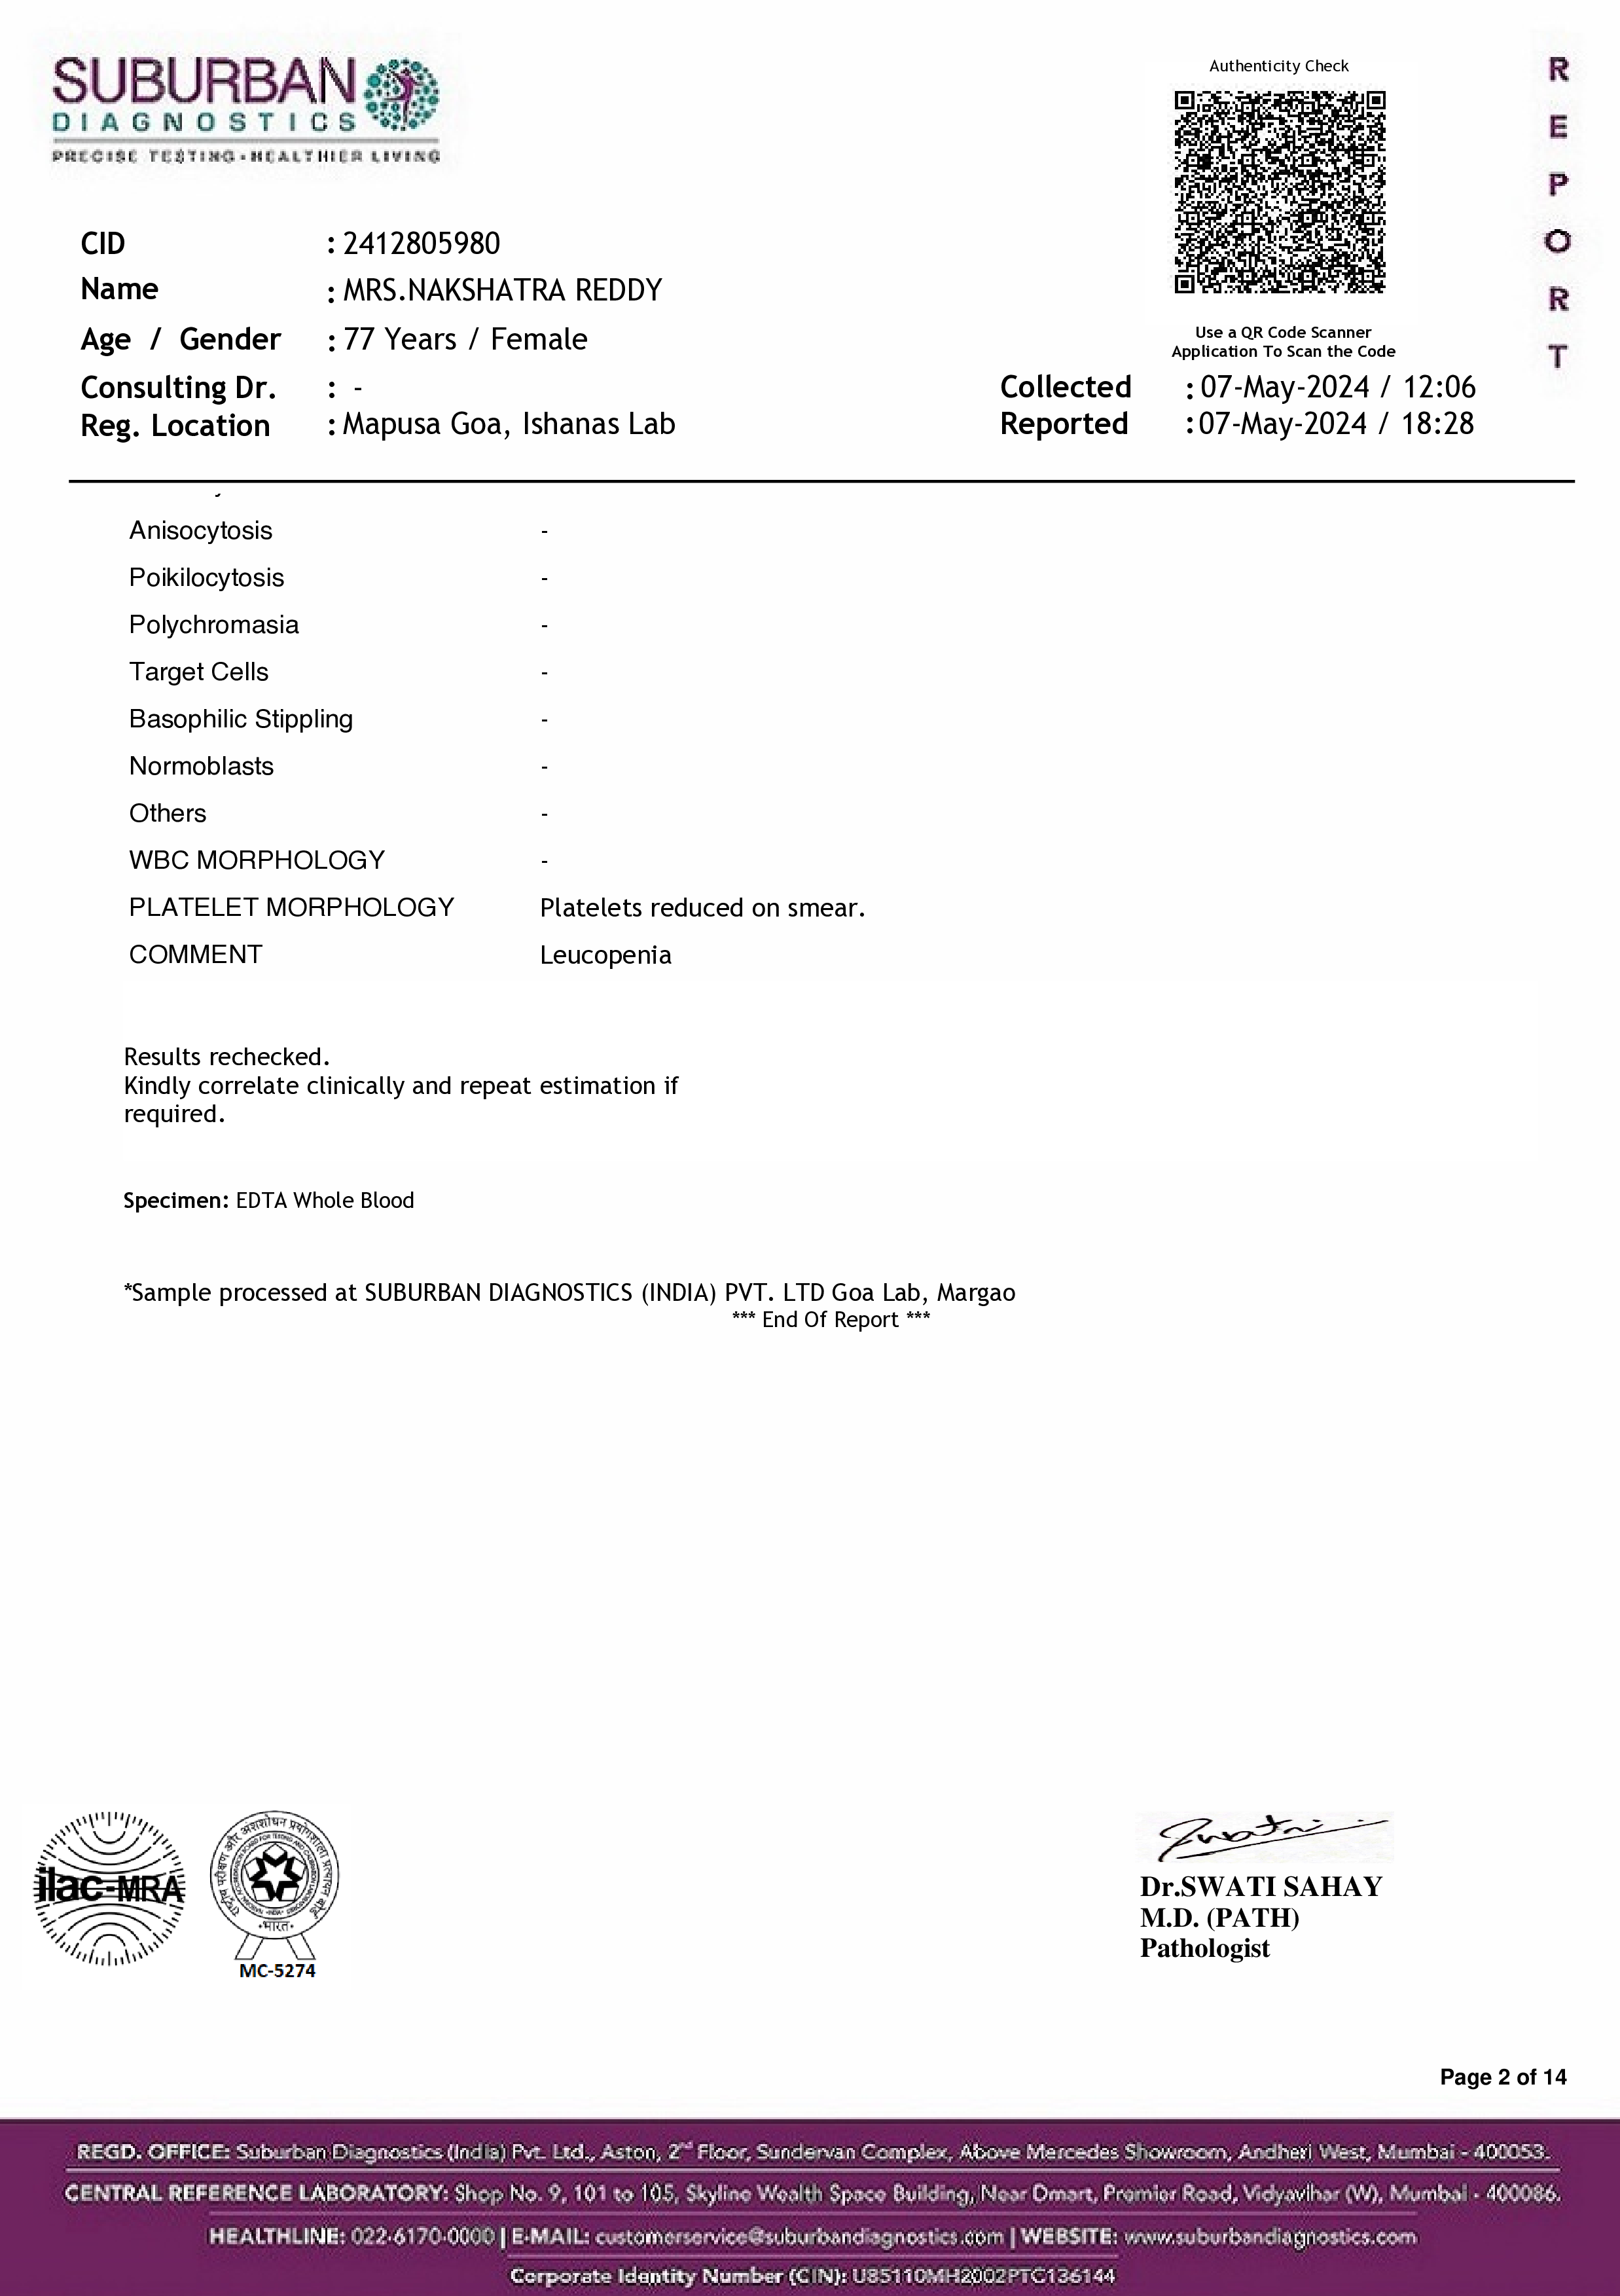 SUBURBAN
DIAGNOSTICS
PRECISE TESTING-HEALTHIER LIVING
Authenticity Check
R
E
P
O
R
T
Use a QR Code Scanner
Application To Scan the Code
CID : 2412805980
Name : MRS.NAKSHATRA REDDY
Age / Gender : 77 Years / Female
Consulting Dr. : -
Collected : 07-May-2024 / 12:06
Reg. Location : Mapusa Goa, Ishanas Lab
Reported : 07-May-2024 / 18:28
Anisocytosis -
Poikilocytosis -
Polychromasia -
Target Cells -
Basophilic Stippling -
Normoblasts -
Others -
WBC MORPHOLOGY -
PLATELET MORPHOLOGY Platelets reduced on smear.
COMMENT Leucopenia
Results rechecked.
Kindly correlate clinically and repeat estimation if
required.
Specimen: EDTA Whole Blood
*Sample processed at SUBURBAN DIAGNOSTICS (INDIA) PVT. LTD Goa Lab, Margao
*** End Of Report ***
ilac-MRA
भारत
MC-5274
Dr.SWATI SAHAY
M.D. (PATH)
Pathologist
Page 2 of 14
REGD. OFFICE: Suburban Diagnostics (India) Pvt. Ltd., Aston, 2nd Floor, Sundervan Complex, Above Mercedes Showroom, Andheri West, Mumbai - 400053.
CENTRAL REFERENCE LABORATORY: Shop No. 9, 101 to 105, Skyline Wealth Space Building, Near Dmart, Premier Road, Vidyavihar (W), Mumbai - 400086.
HEALTHLINE: 022-6170-0000 | E-MAIL: customerservice@suburbandiagnostics.com | WEBSITE: www.suburbandiagnostics.com
Corporate Identity Number (CIN): U85110MH2002PTC136144